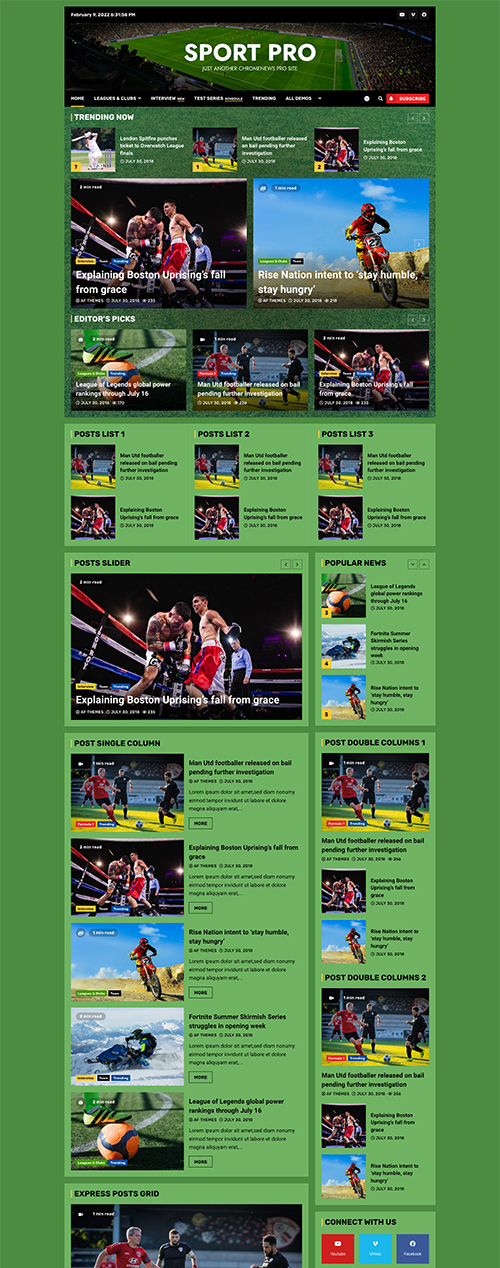 February 9, 2022 6:31:58 PM
SPORT PRO
JUST ANOTHER CHROMENEWS PRO SITE
HOME LEAGUES & CLUBS INTERVIEW NEW TEST SERIES SCHEDULE TRENDING ALL DEMOS SUBSCRIBE
TRENDING NOW
7
London Spitfire punches
ticket to Overwatch League
finals
JULY 30, 2018
1
Man Utd footballer released
on bail pending further
investigation
JULY 30, 2018
2
Explaining Boston
Uprising's fall from grace
JULY 30, 2018
2 min read
Interview Team Trending
Explaining Boston Uprising's fall
from grace
AF THEMES JULY 30, 2018 235
1 min read
Leagues & Clubs Team
Rise Nation intent to 'stay humble,
stay hungry'
AF THEMES JULY 30, 2018 218
EDITOR'S PICKS
2 min read
Leagues & Clubs Trending
League of Legends global power
rankings through July 16
JULY 30, 2018 170
1 min read
Formula 1 Trending
Man Utd footballer released on bail
pending further investigation
JULY 30, 2018 256
2 min read
Interview Team Trending
Explaining Boston Uprising's fall
from grace
JULY 30, 2018 235
POSTS LIST 1
Man Utd footballer
released on bail pending
further investigation
JULY 30, 2018
Explaining Boston
Uprising's fall from grace
JULY 30, 2018
POSTS LIST 2
Man Utd footballer
released on bail pending
further investigation
JULY 30, 2018
Explaining Boston
Uprising's fall from grace
JULY 30, 2018
POSTS LIST 3
Man Utd footballer
released on bail pending
further investigation
JULY 30, 2018
Explaining Boston
Uprising's fall from grace
JULY 30, 2018
POSTS SLIDER
2 min read
Interview Team Trending
Explaining Boston Uprising's fall from grace
AF THEMES JULY 30, 2018 235
POPULAR NEWS
3
League of Legends
global power rankings
through July 16
JULY 30, 2018
4
Fortnite Summer
Skirmish Series
struggles in opening
week
JULY 30, 2018
5
Rise Nation intent to
'stay humble, stay
hungry'
JULY 30, 2018
POST SINGLE COLUMN
1 min read
Formula 1 Trending
Man Utd footballer released on bail
pending further investigation
AF THEMES JULY 30, 2018
Lorem ipsum dolor sit amet,sed diam nonumy
eirmod tempor invidunt ut labore et dolore
magna aliquyam erat,...
MORE
2 min read
Interview Team Trending
Explaining Boston Uprising's fall from
grace
AF THEMES JULY 30, 2018
Lorem ipsum dolor sit amet,sed diam nonumy
eirmod tempor invidunt ut labore et dolore
magna aliquyam erat,...
MORE
1 min read
Leagues & Clubs Team
Rise Nation intent to 'stay humble,
stay hungry'
AF THEMES JULY 30, 2018
Lorem ipsum dolor sit amet,sed diam nonumy
eirmod tempor invidunt ut labore et dolore
magna aliquyam erat,...
MORE
2 min read
Interview Team Trending
Fortnite Summer Skirmish Series
struggles in opening week
AF THEMES JULY 30, 2018
Lorem ipsum dolor sit amet,sed diam nonumy
eirmod tempor invidunt ut labore et dolore
magna aliquyam erat,...
MORE
2 min read
Leagues & Clubs Trending
League of Legends global power
rankings through July 16
AF THEMES JULY 30, 2018
Lorem ipsum dolor sit amet,sed diam nonumy
eirmod tempor invidunt ut labore et dolore
magna aliquyam erat,...
MORE
POST DOUBLE COLUMNS 1
1 min read
Formula 1 Trending
Man Utd footballer released on bail
pending further investigation
AF THEMES JULY 30, 2018 256
Explaining Boston
Uprising's fall from
grace
JULY 30, 2018
Rise Nation intent to
'stay humble, stay
hungry'
JULY 30, 2018
POST DOUBLE COLUMNS 2
1 min read
Formula 1 Trending
Man Utd footballer released on bail
pending further investigation
AF THEMES JULY 30, 2018 256
Explaining Boston
Uprising's fall from
grace
JULY 30, 2018
Rise Nation intent to
'stay humble, stay
hungry'
JULY 30, 2018
EXPRESS POSTS GRID
1 min read
CONNECT WITH US
Youtube
Vimeo
Facebook